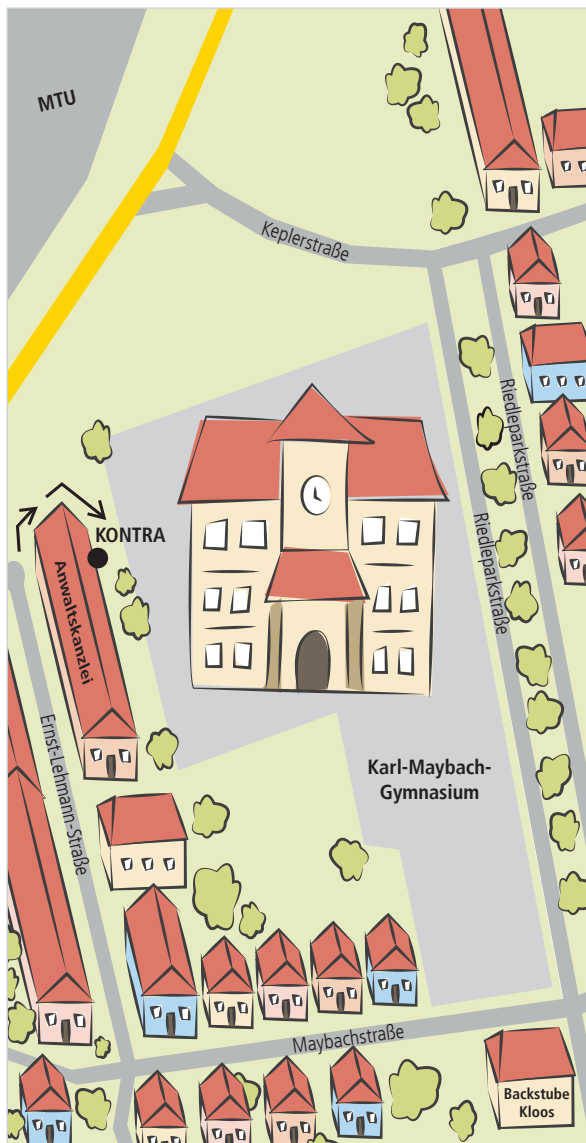 MTU
Keplerstraße
Riedleparkstraße
Riedleparkstraße
KONTRA
Anwaltskanzlei
Ernst-Lehmann-Straße
Karl-Maybach-
Gymnasium
Maybachstraße
Backstube
Kloos